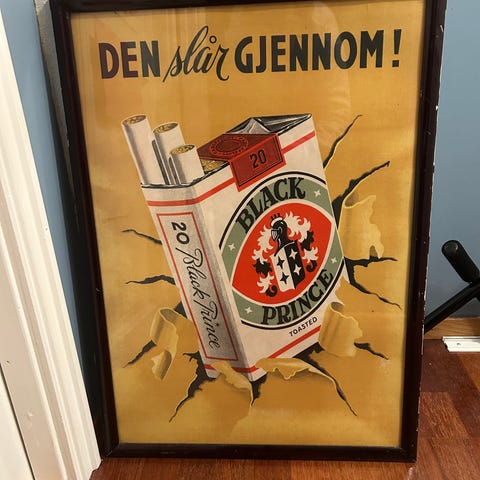 DEN slår GJENNOM!
20
BLACK
PRINCE
TOASTED
20 Black Prince